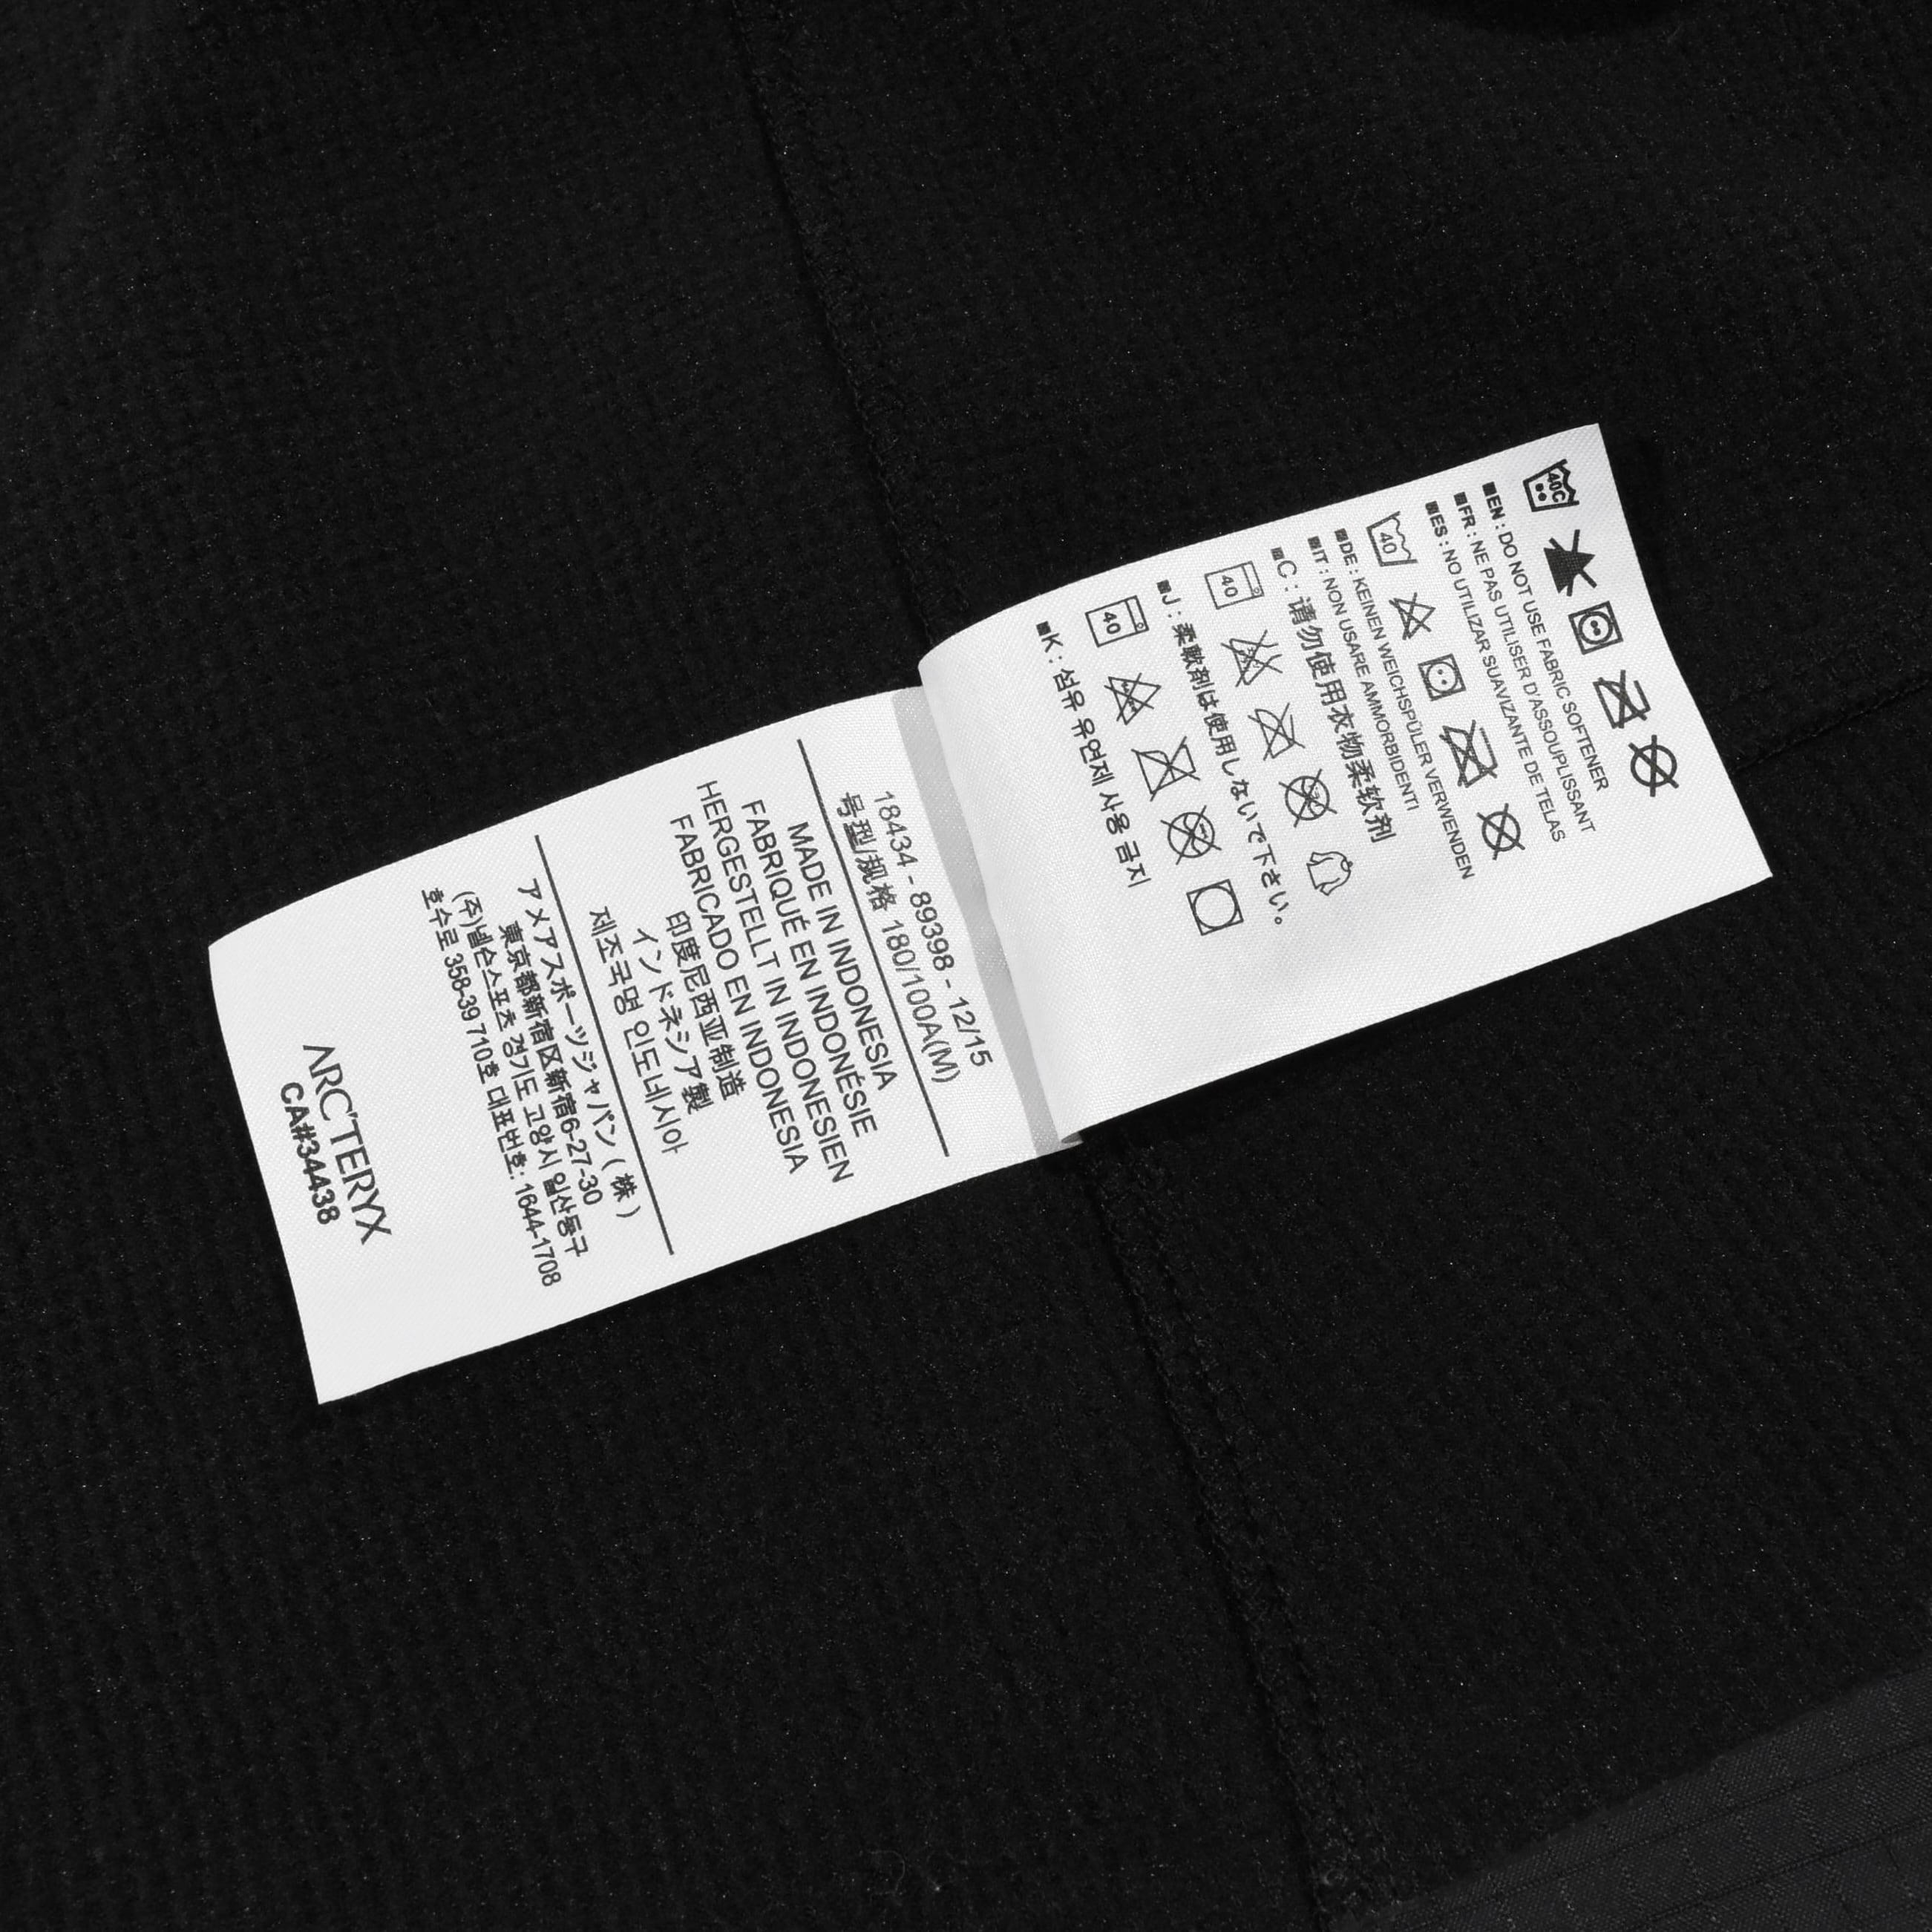 40C
■EN : DO NOT USE FABRIC SOFTENER
■FR : NE PAS UTILISER D'ASSOUPLISSANT
■ES : NO UTILIZAR SUAVIZANTE DE TELAS
40
■DE : KEINEN WEICHSPÜLER VERWENDEN
■IT : NON USARE AMMORBIDENTI
■C : 请勿使用衣物柔软剂
40
■J : 柔軟剤は使用しないで下さい。
40
■K : 섬유 유연제 사용 금지
18434 - 89398 - 12/15
号型/规格 180/100A(M)
MADE IN INDONESIA
FABRIQUÉ EN INDONÉSIE
HERGESTELLT IN INDONESIEN
FABRICADO EN INDONESIA
印度尼西亚制造
インドネシア製
제조국명 인도네시아
アメアスポーツジャパン ( 株 )
東京都新宿区新宿6-27-30
(주)넬슨스포츠 경기도 고양시 일산동구
호수로 358-39 710호 대표번호: 1644-1708
ARC'TERYX
CA#34438